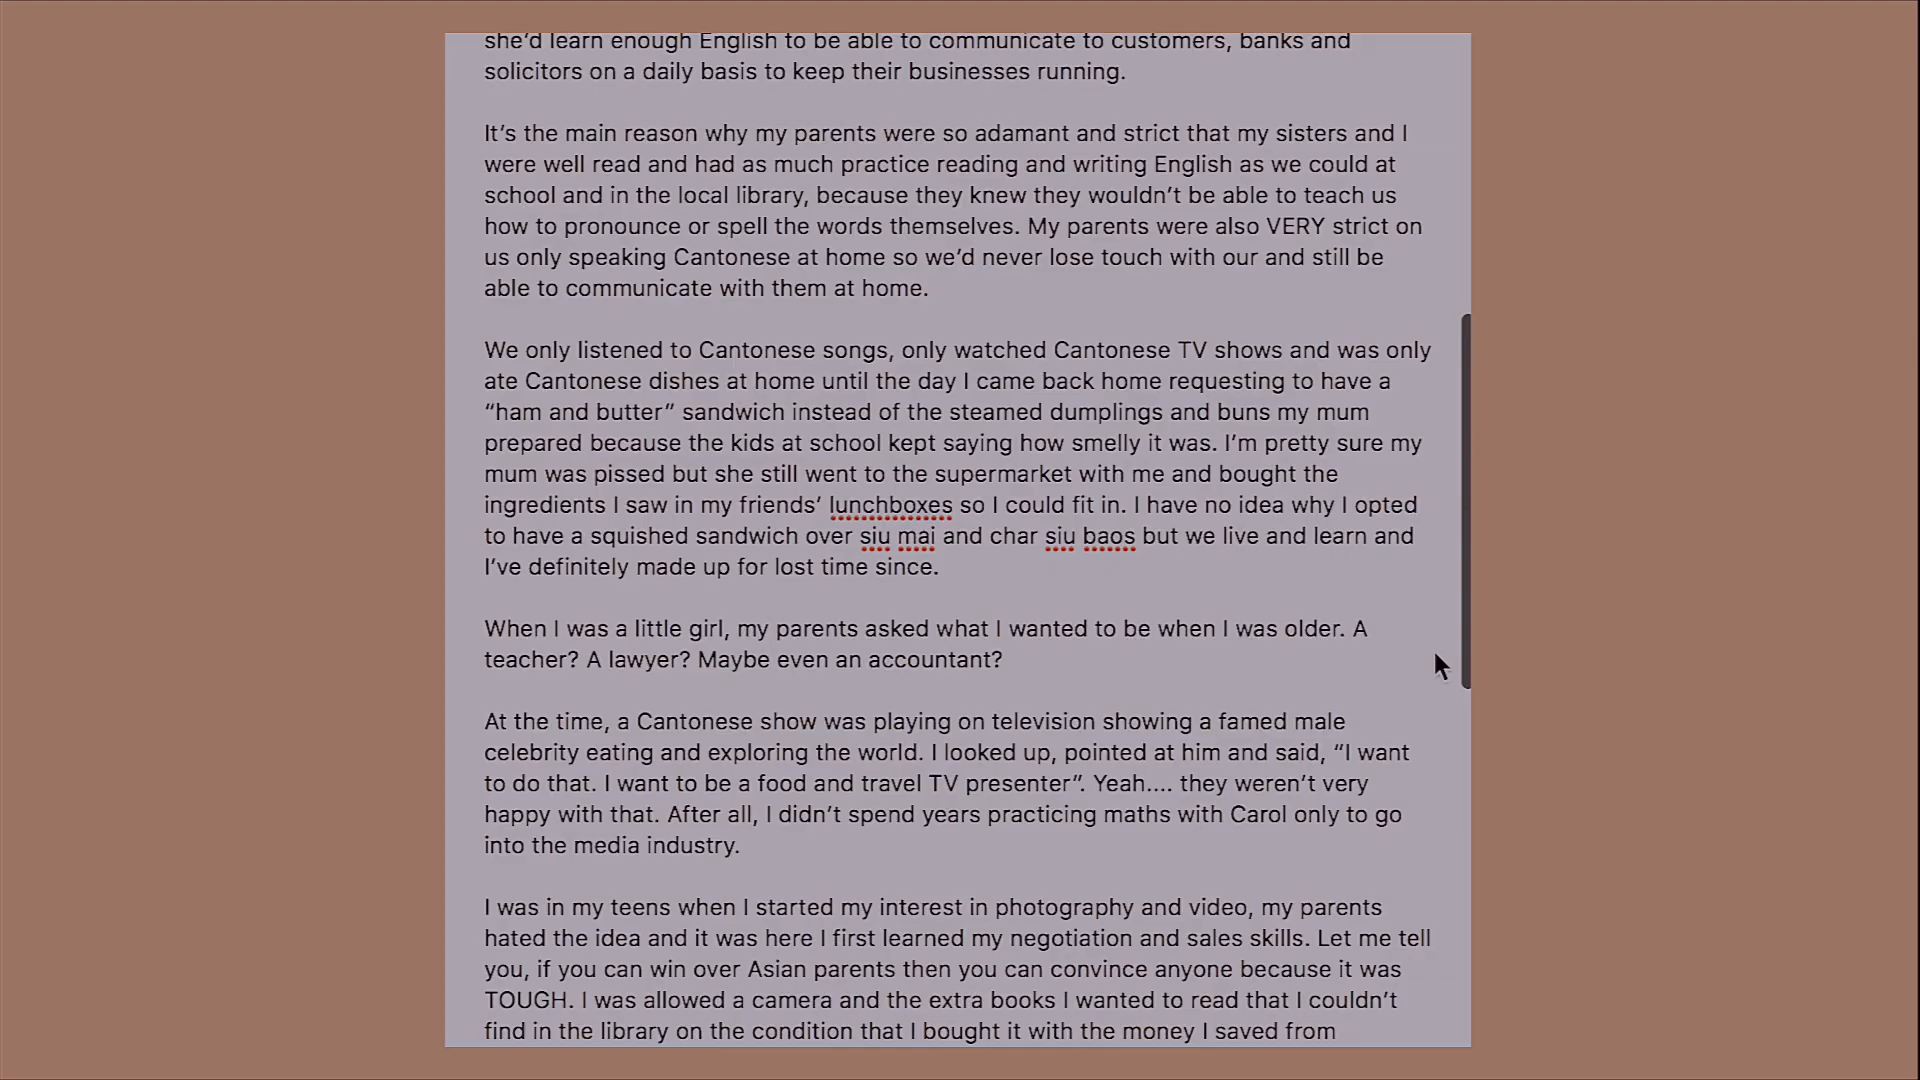 she’d learn enough English to be able to communicate to customers, banks and
solicitors on a daily basis to keep their businesses running.
It’s the main reason why my parents were so adamant and strict that my sisters and I
were well read and had as much practice reading and writing English as we could at
school and in the local library, because they knew they wouldn’t be able to teach us
how to pronounce or spell the words themselves. My parents were also VERY strict on
us only speaking Cantonese at home so we’d never lose touch with our and still be
able to communicate with them at home.
We only listened to Cantonese songs, only watched Cantonese TV shows and was only
ate Cantonese dishes at home until the day I came back home requesting to have a
“ham and butter” sandwich instead of the steamed dumplings and buns my mum
prepared because the kids at school kept saying how smelly it was. I’m pretty sure my
mum was pissed but she still went to the supermarket with me and bought the
ingredients I saw in my friends’ lunchboxes so I could fit in. I have no idea why I opted
to have a squished sandwich over siu mai and char siu baos but we live and learn and
I’ve definitely made up for lost time since.
When I was a little girl, my parents asked what I wanted to be when I was older. A
teacher? A lawyer? Maybe even an accountant?
At the time, a Cantonese show was playing on television showing a famed male
celebrity eating and exploring the world. I looked up, pointed at him and said, “I want
to do that. I want to be a food and travel TV presenter”. Yeah.... they weren’t very
happy with that. After all, I didn’t spend years practicing maths with Carol only to go
into the media industry.
I was in my teens when I started my interest in photography and video, my parents
hated the idea and it was here I first learned my negotiation and sales skills. Let me tell
you, if you can win over Asian parents then you can convince anyone because it was
TOUGH. I was allowed a camera and the extra books I wanted to read that I couldn’t
find in the library on the condition that I bought it with the money I saved from